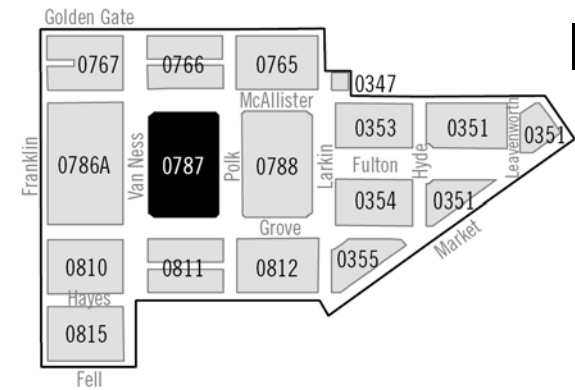 Golden Gate
0767
0766
0765
0347
McAllister
0353
0351
Leavenworth
0351
Franklin
0786A
Van Ness
0787
Polk
0788
Larkin
Fulton
Hyde
0354
0351
Market
Grove
0355
0810
0811
0812
Hayes
0815
Fell